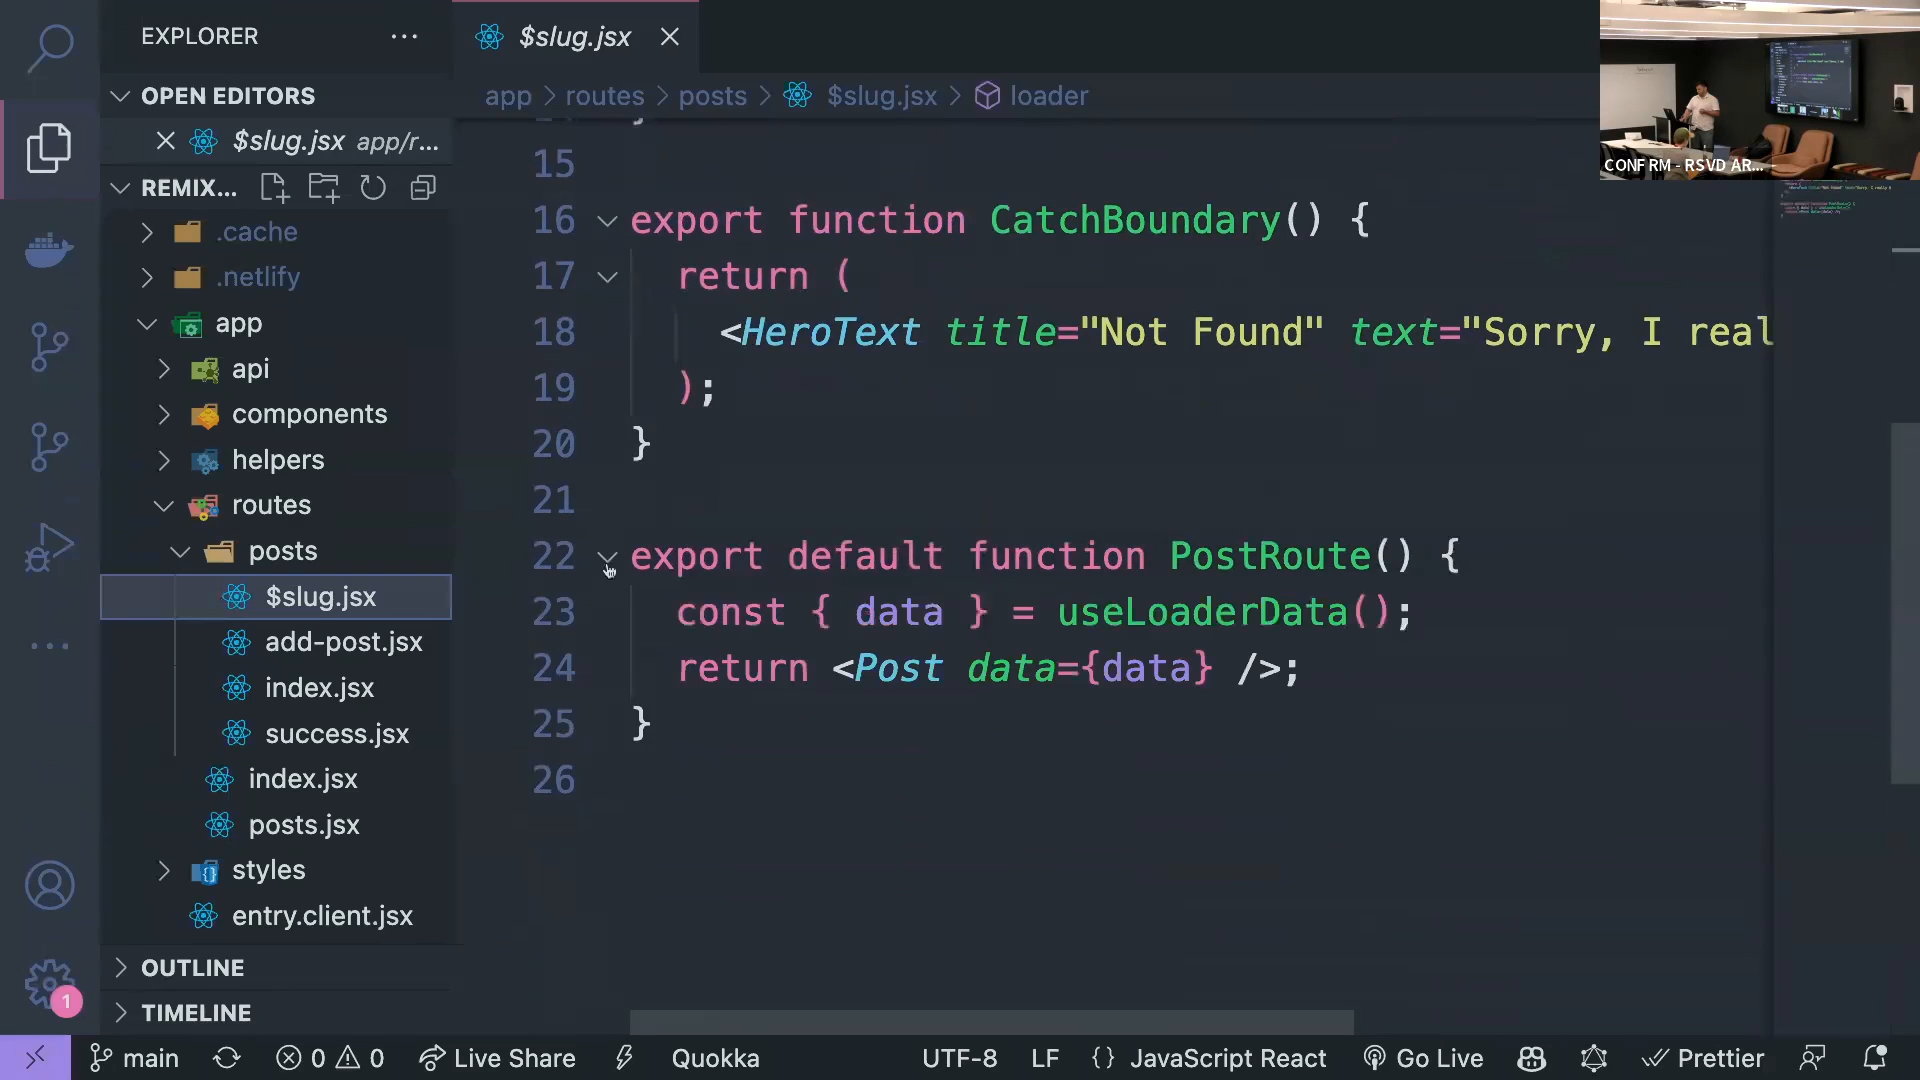 EXPLORER
OPEN EDITORS
$slug.jsx app/r...
REMIX...
.cache
.netlify
app
api
components
helpers
routes
posts
$slug.jsx
add-post.jsx
index.jsx
success.jsx
index.jsx
posts.jsx
styles
entry.client.jsx
OUTLINE
TIMELINE
1
$slug.jsx
app > routes > posts > $slug.jsx > loader
15
16 export function CatchBoundary() {
17 return (
18 <HeroText title="Not Found" text="Sorry, I real
19 );
20 }
21
22 export default function PostRoute() {
23 const { data } = useLoaderData();
24 return <Post data={data} />;
25 }
26
CONF RM - RSVD AR...
main 0 0 Live Share Quokka UTF-8 LF {} JavaScript React Go Live Prettier